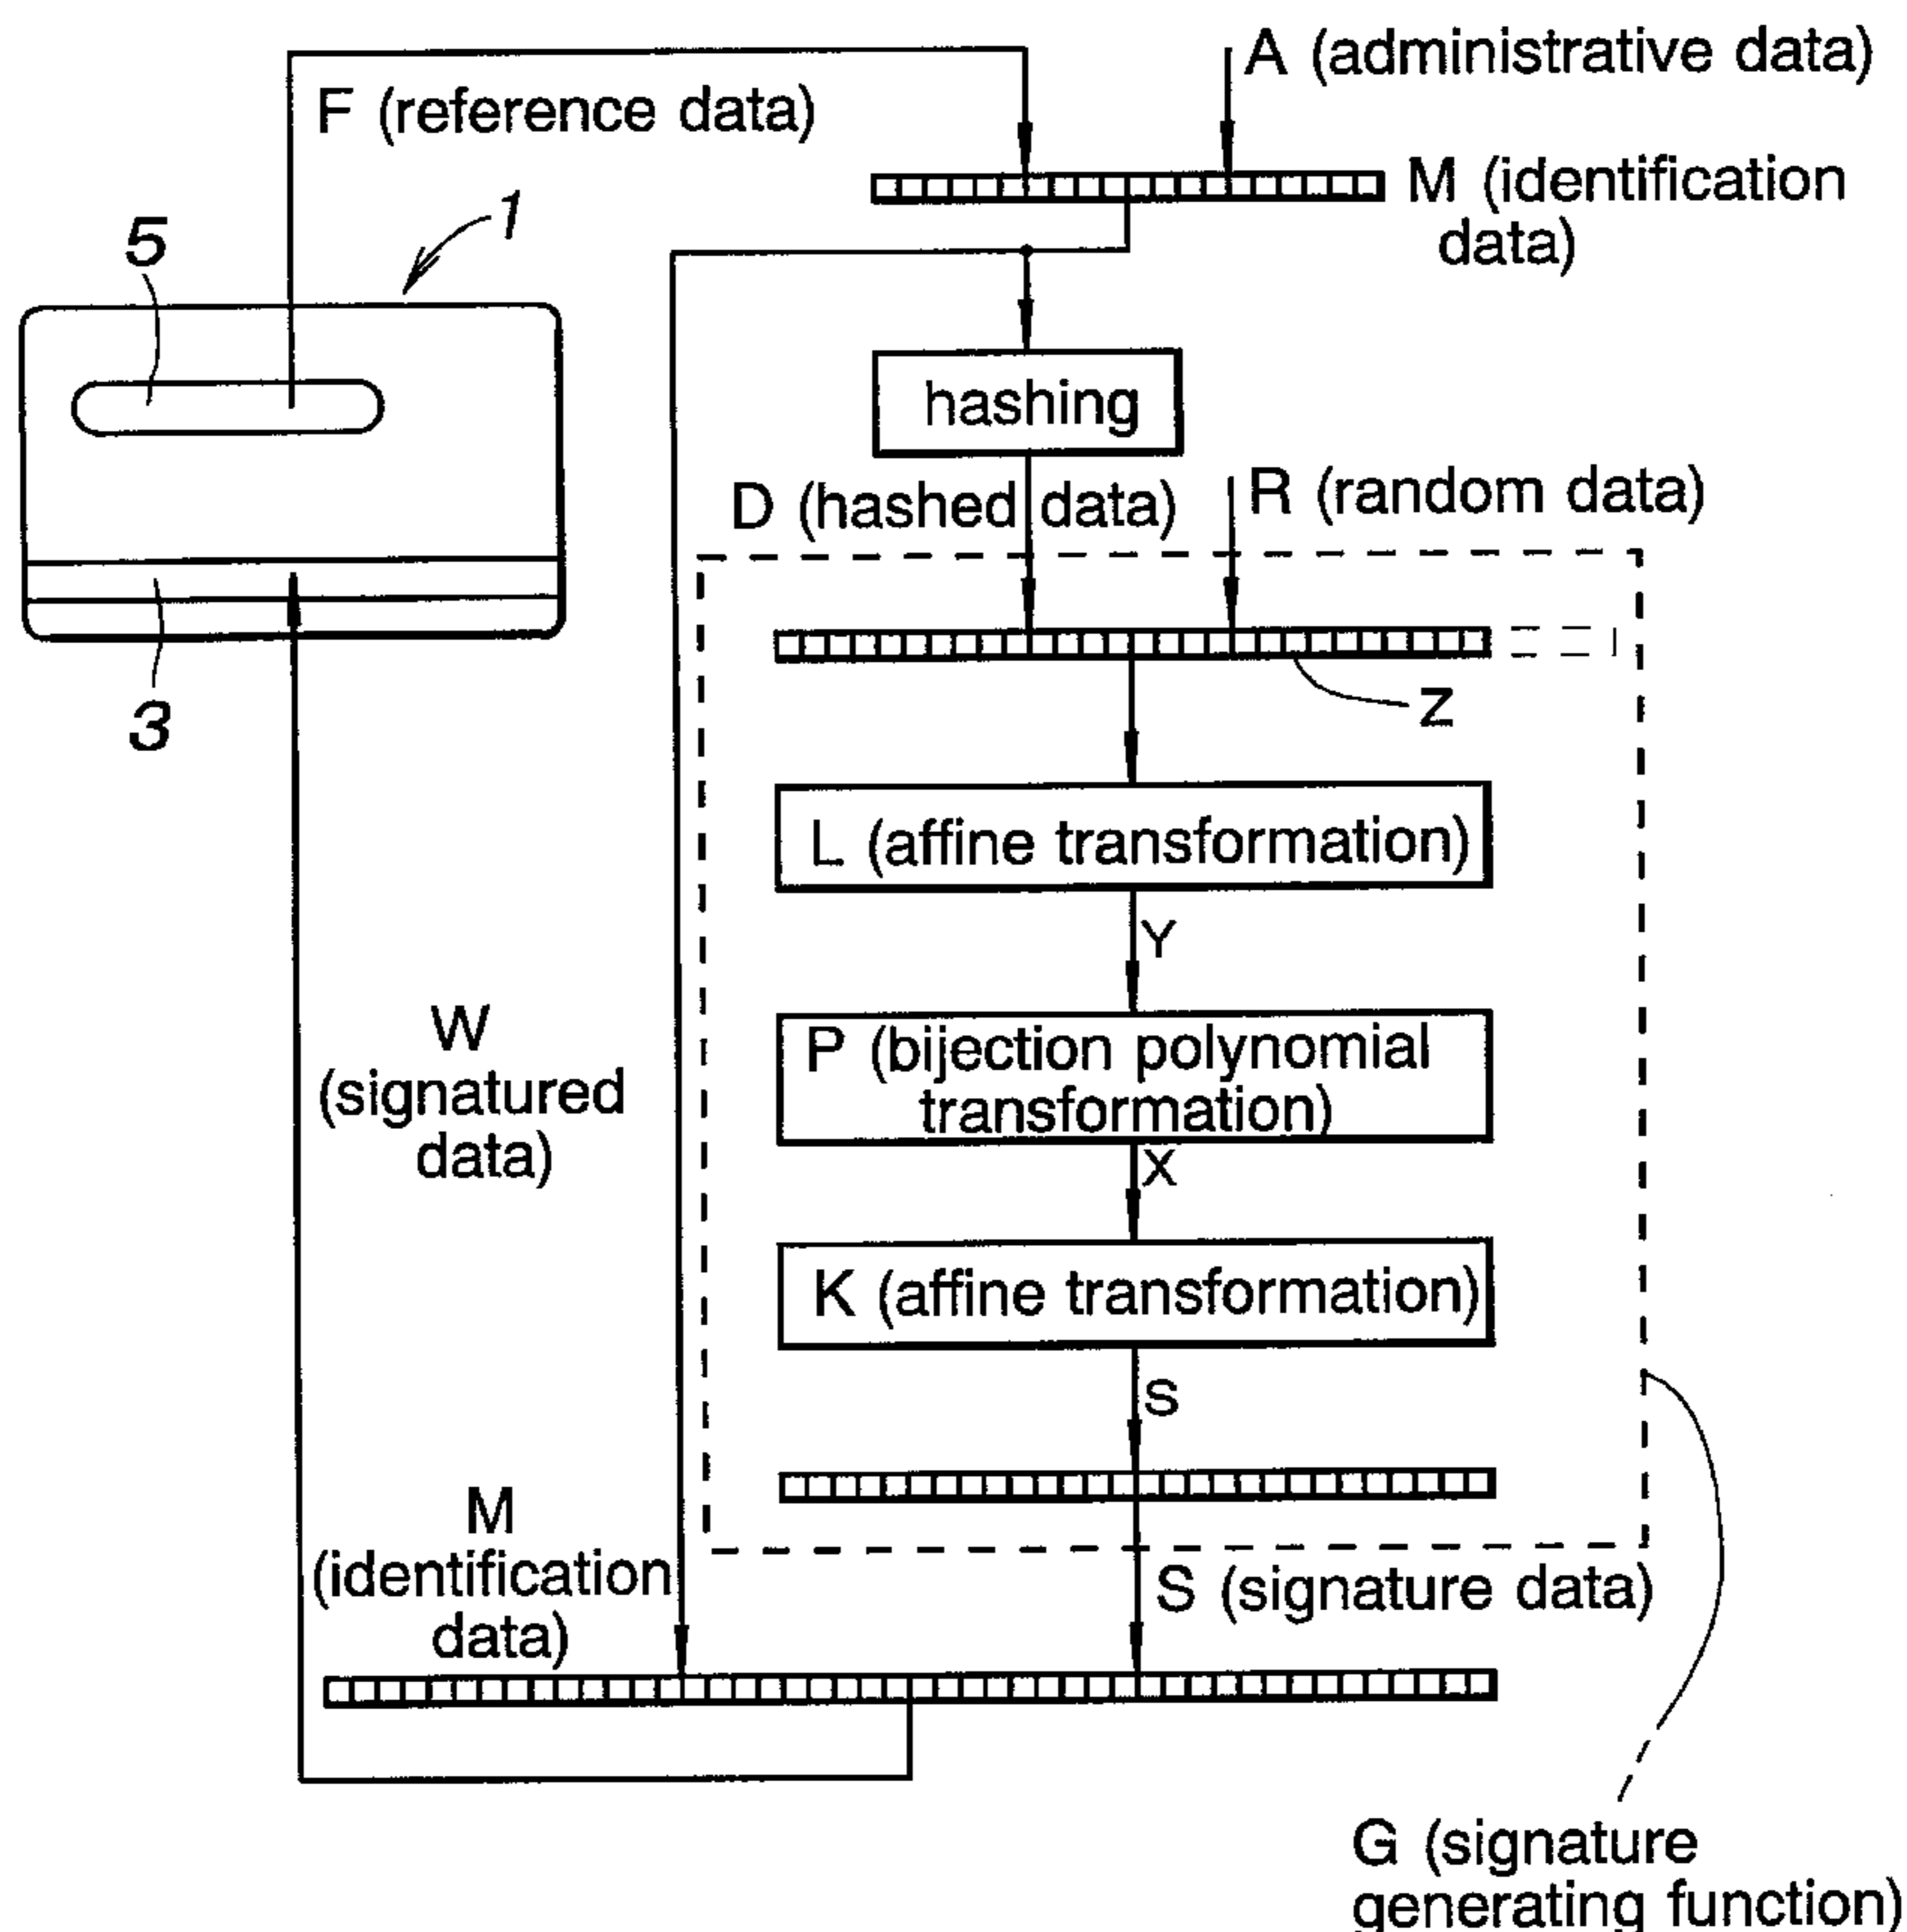 A (administrative data)
F (reference data)
M (identification
data)
1
5
hashing
D (hashed data)
R (random data)
Z
3
L (affine transformation)
Y
P (bijection polynomial
transformation)
X
W
(signatured
data)
K (affine transformation)
S
M
(identification
data)
S (signature data)
G (signature
generating function)